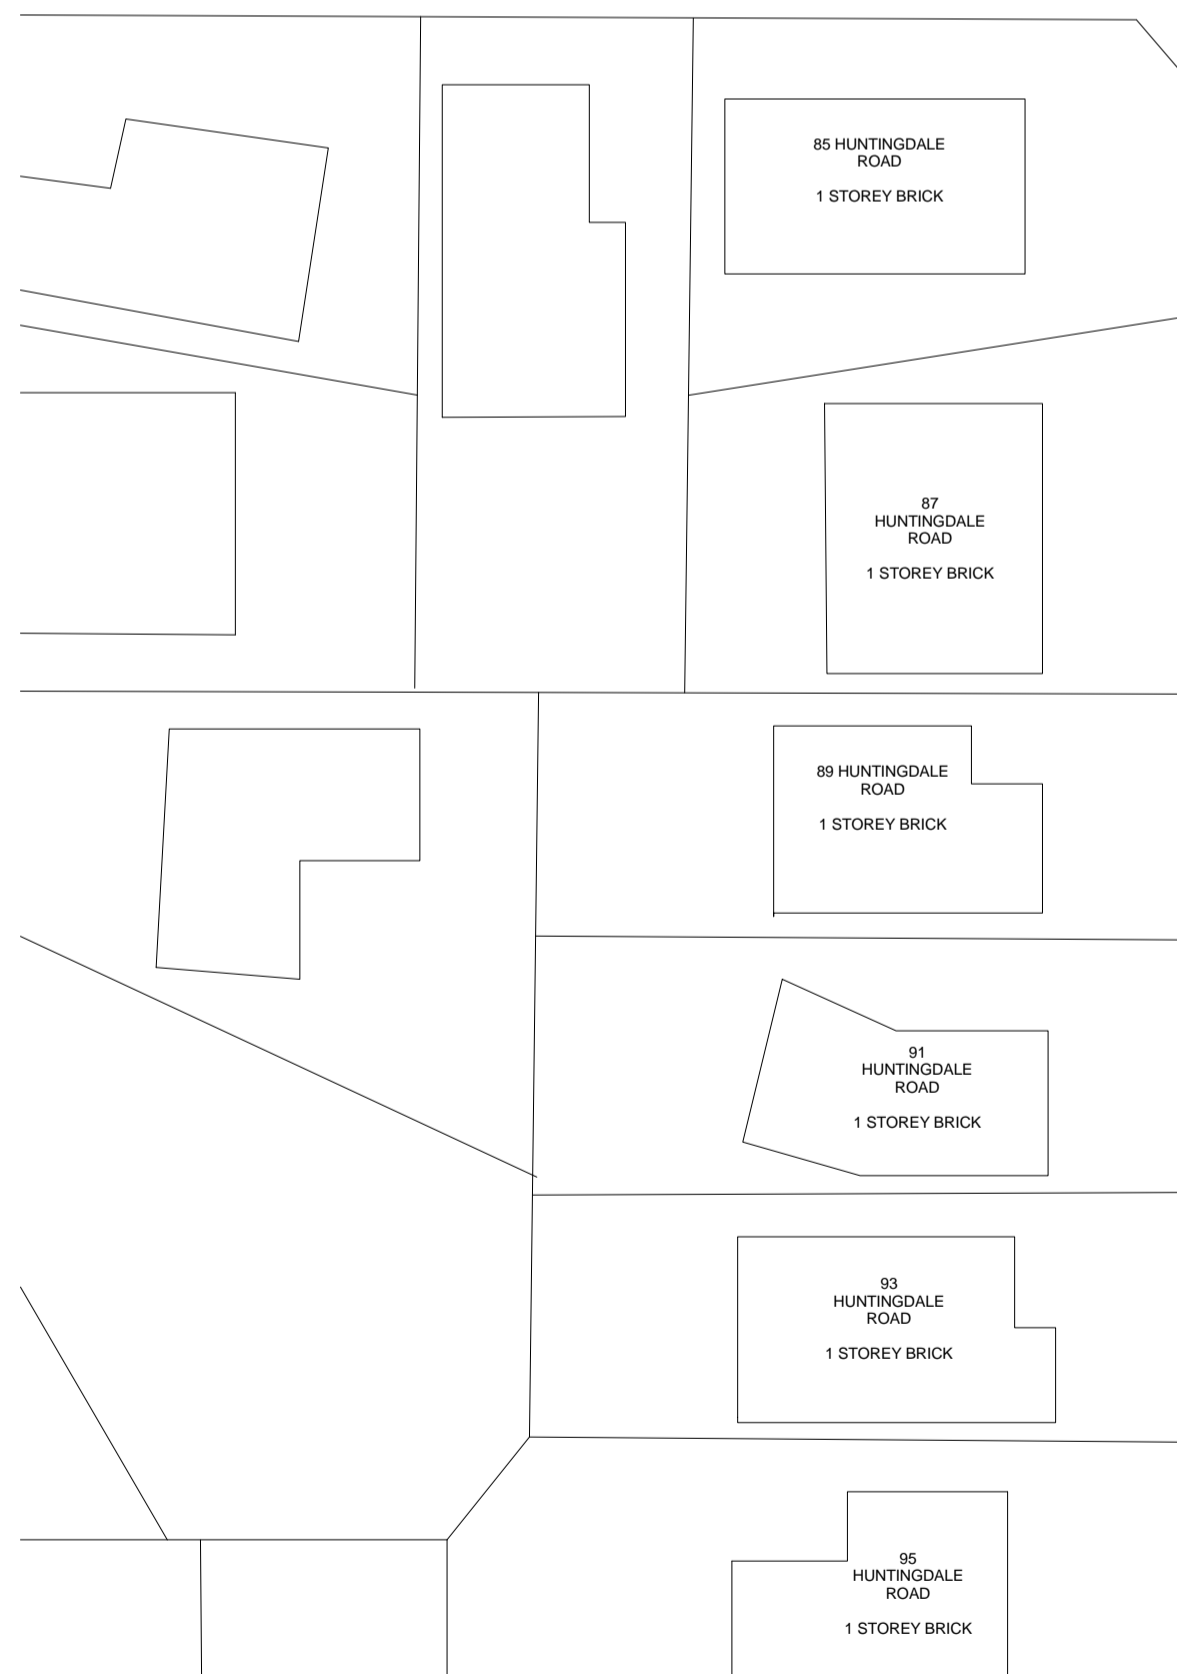 85 HUNTINGDALE
ROAD
1 STOREY BRICK
87
HUNTINGDALE
ROAD
1 STOREY BRICK
89 HUNTINGDALE
ROAD
1 STOREY BRICK
91
HUNTINGDALE
ROAD
1 STOREY BRICK
93
HUNTINGDALE
ROAD
1 STOREY BRICK
95
HUNTINGDALE
ROAD
1 STOREY BRICK